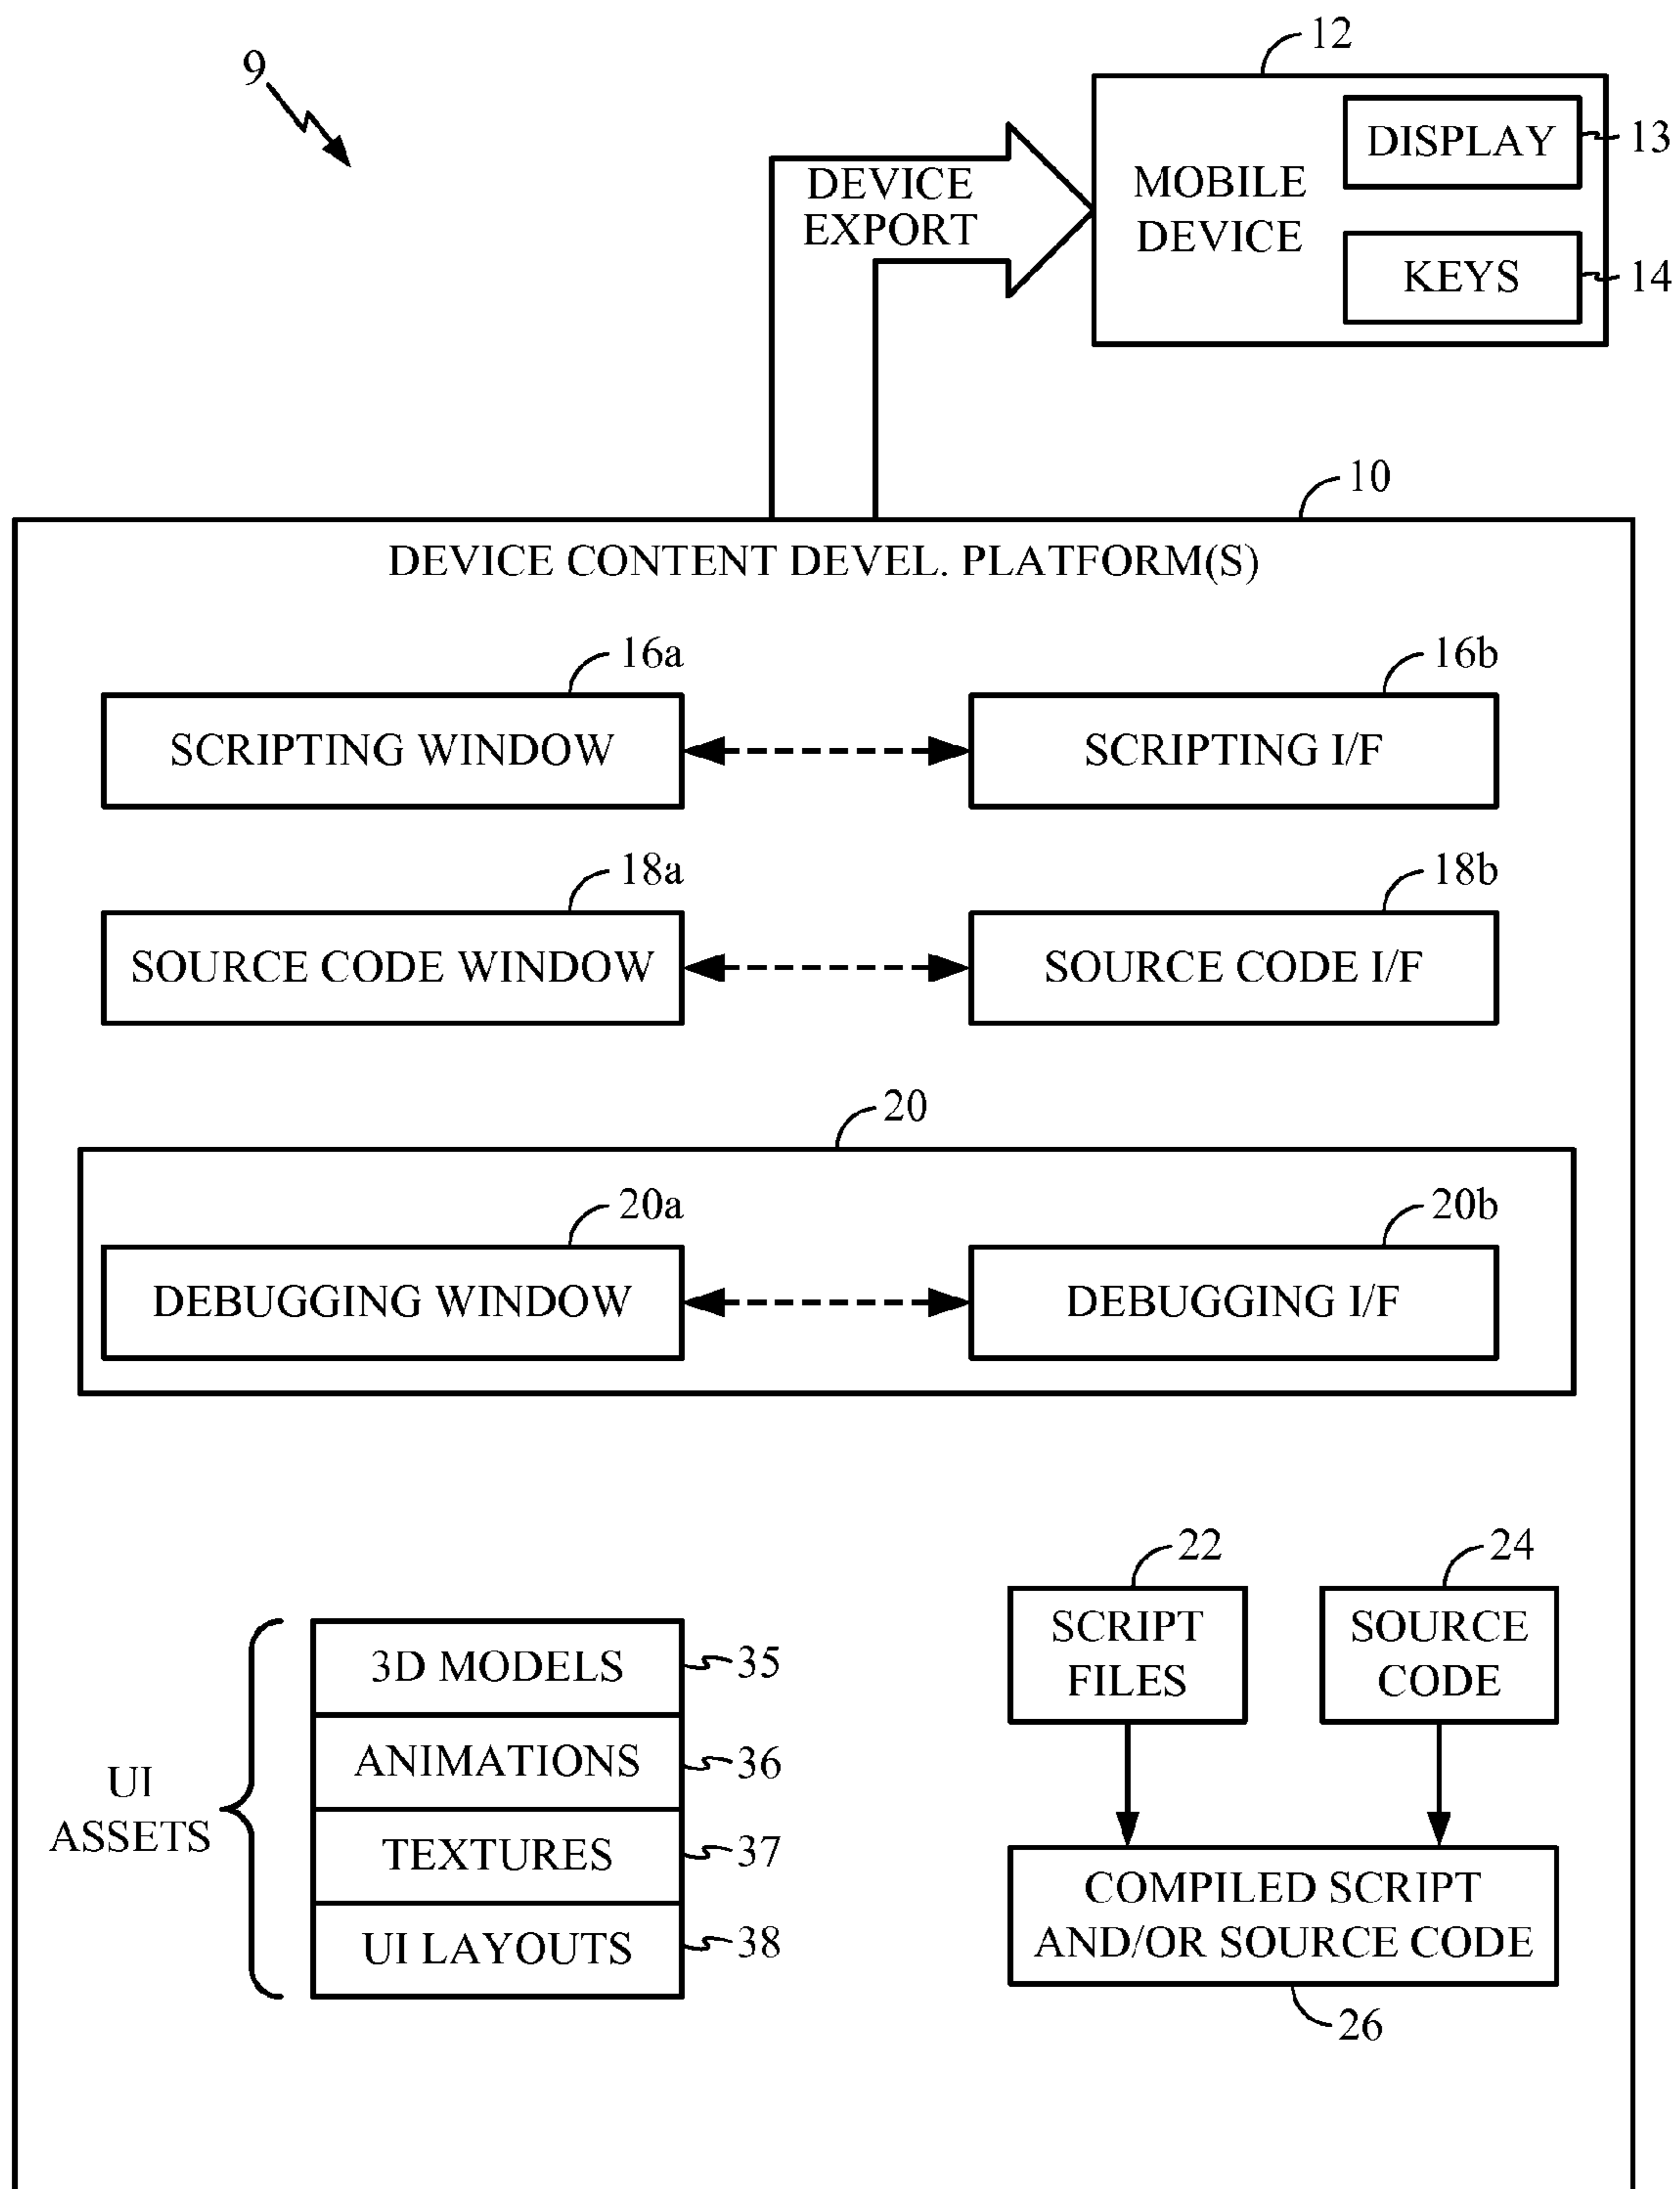 9
12
DISPLAY
13
MOBILE
DEVICE
DEVICE
EXPORT
KEYS
14
10
DEVICE CONTENT DEVEL. PLATFORM(S)
16a
16b
SCRIPTING WINDOW
SCRIPTING I/F
18a
18b
SOURCE CODE WINDOW
SOURCE CODE I/F
20
20a
20b
DEBUGGING WINDOW
DEBUGGING I/F
UI
ASSETS
3D MODELS
35
ANIMATIONS
36
TEXTURES
37
UI LAYOUTS
38
22
SCRIPT
FILES
24
SOURCE
CODE
COMPILED SCRIPT
AND/OR SOURCE CODE
26